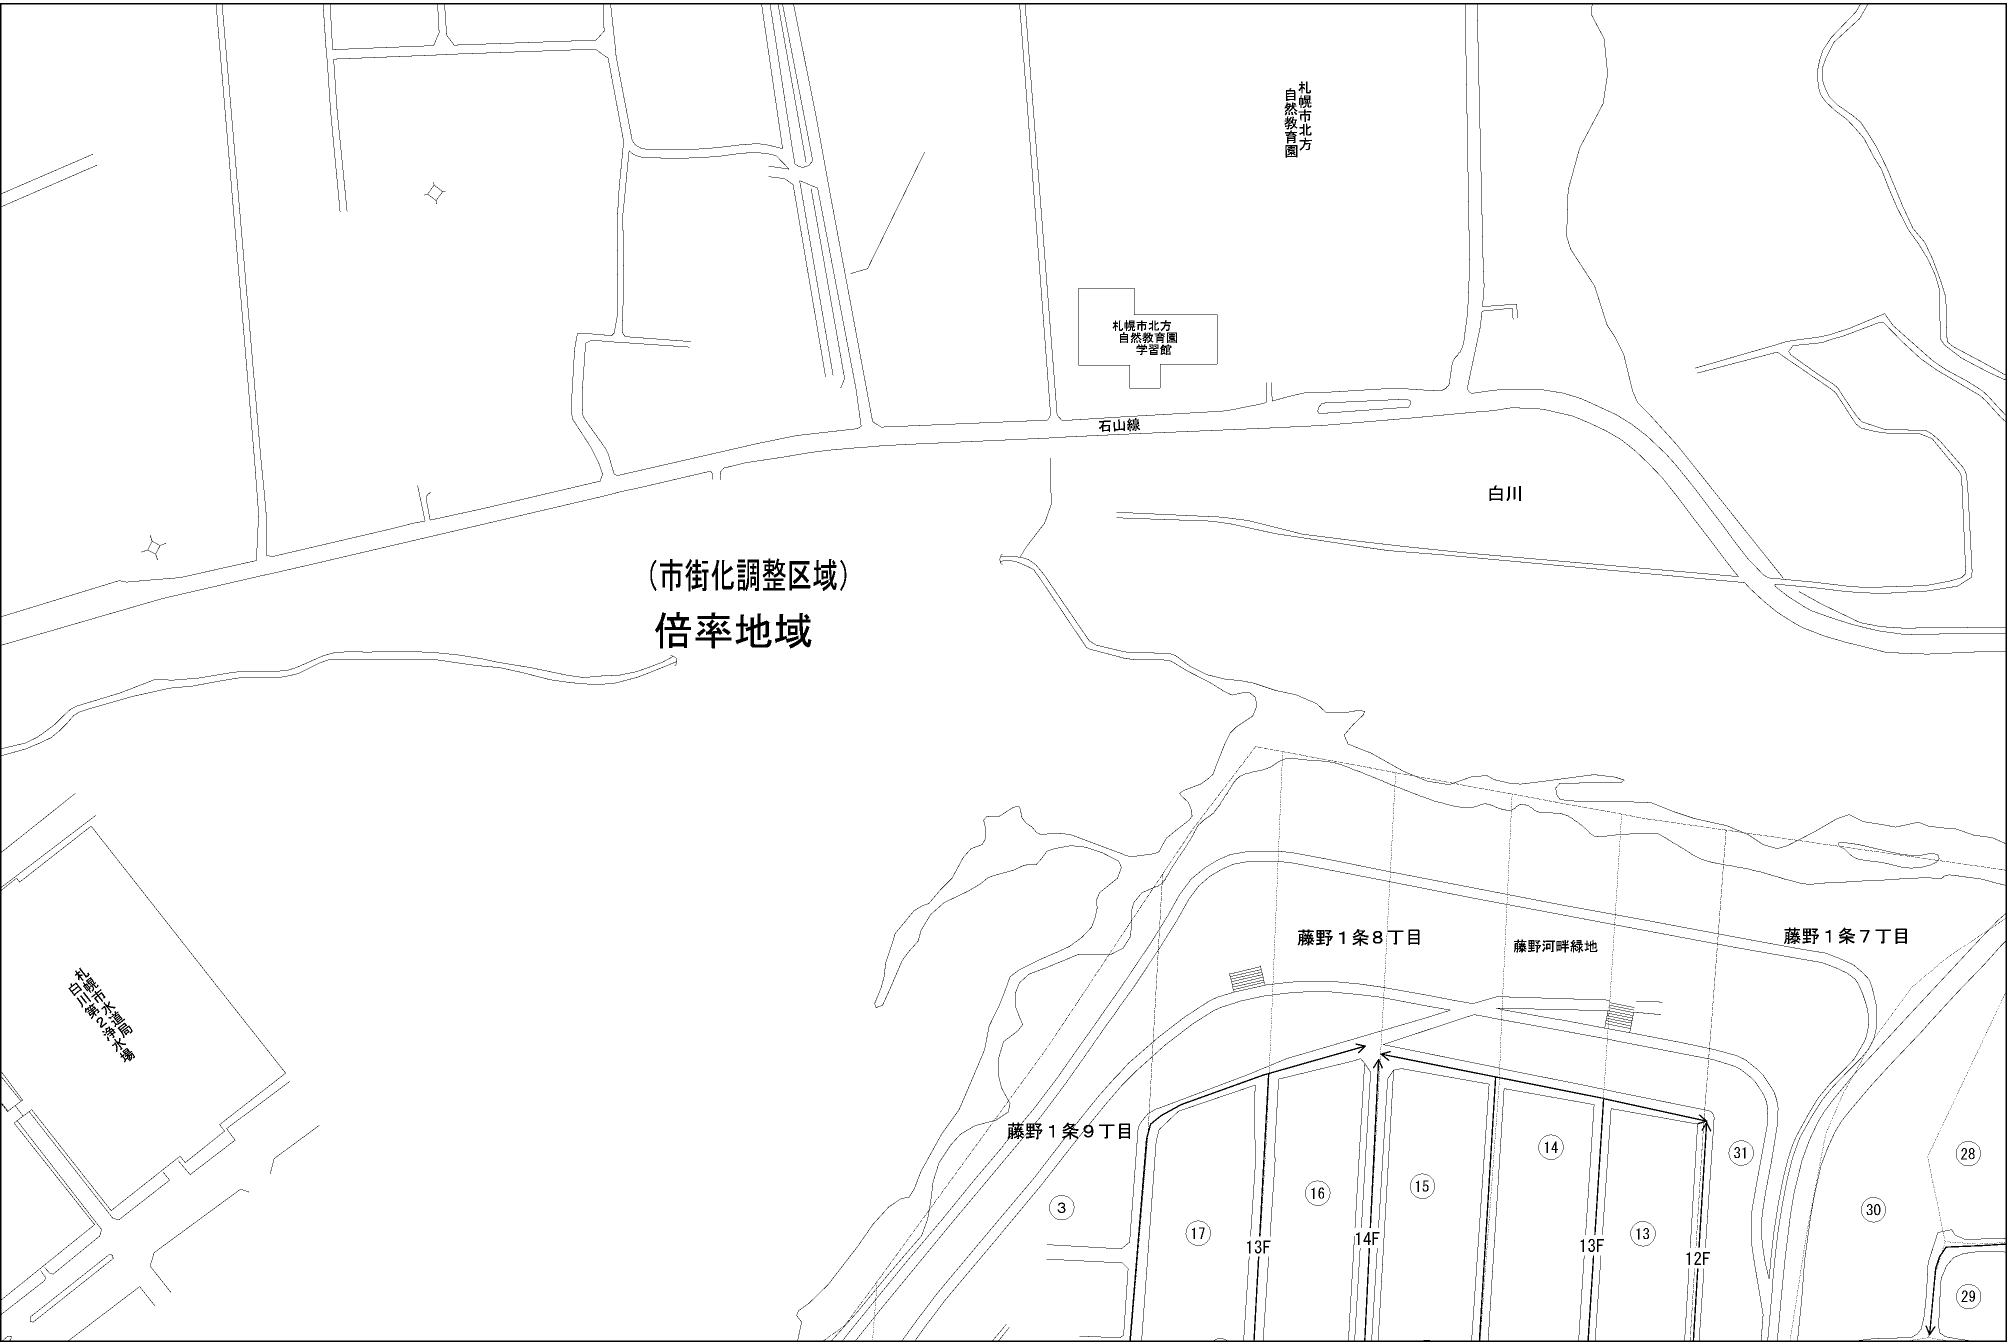 札幌市北方
自然教育園
札幌市北方
自然教育園
学習館
石山線
白川
（市街化調整区域）
倍率地域
藤野１条８丁目
藤野河畔緑地
藤野１条７丁目
札幌市水道局
白川第２浄水場
藤野１条９丁目
14
31
28
3
16
15
30
17
13
13F
14F
13F
12F
29